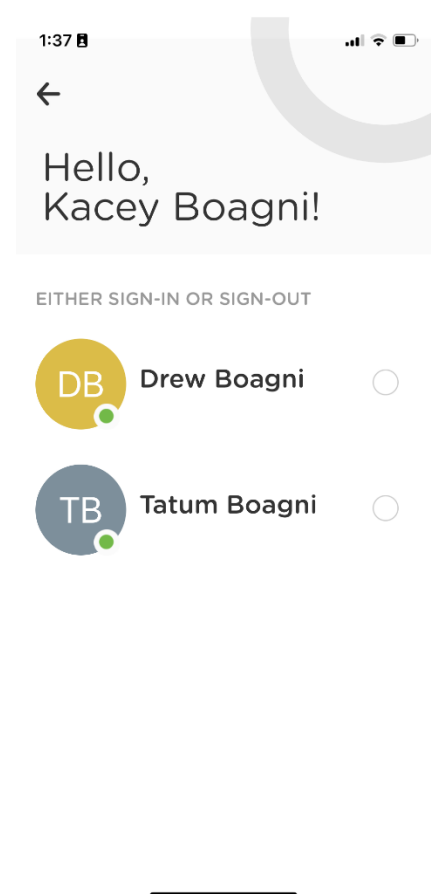 1:37
Hello,
Kacey Boagni!
EITHER SIGN-IN OR SIGN-OUT
DB
Drew Boagni
TB
Tatum Boagni